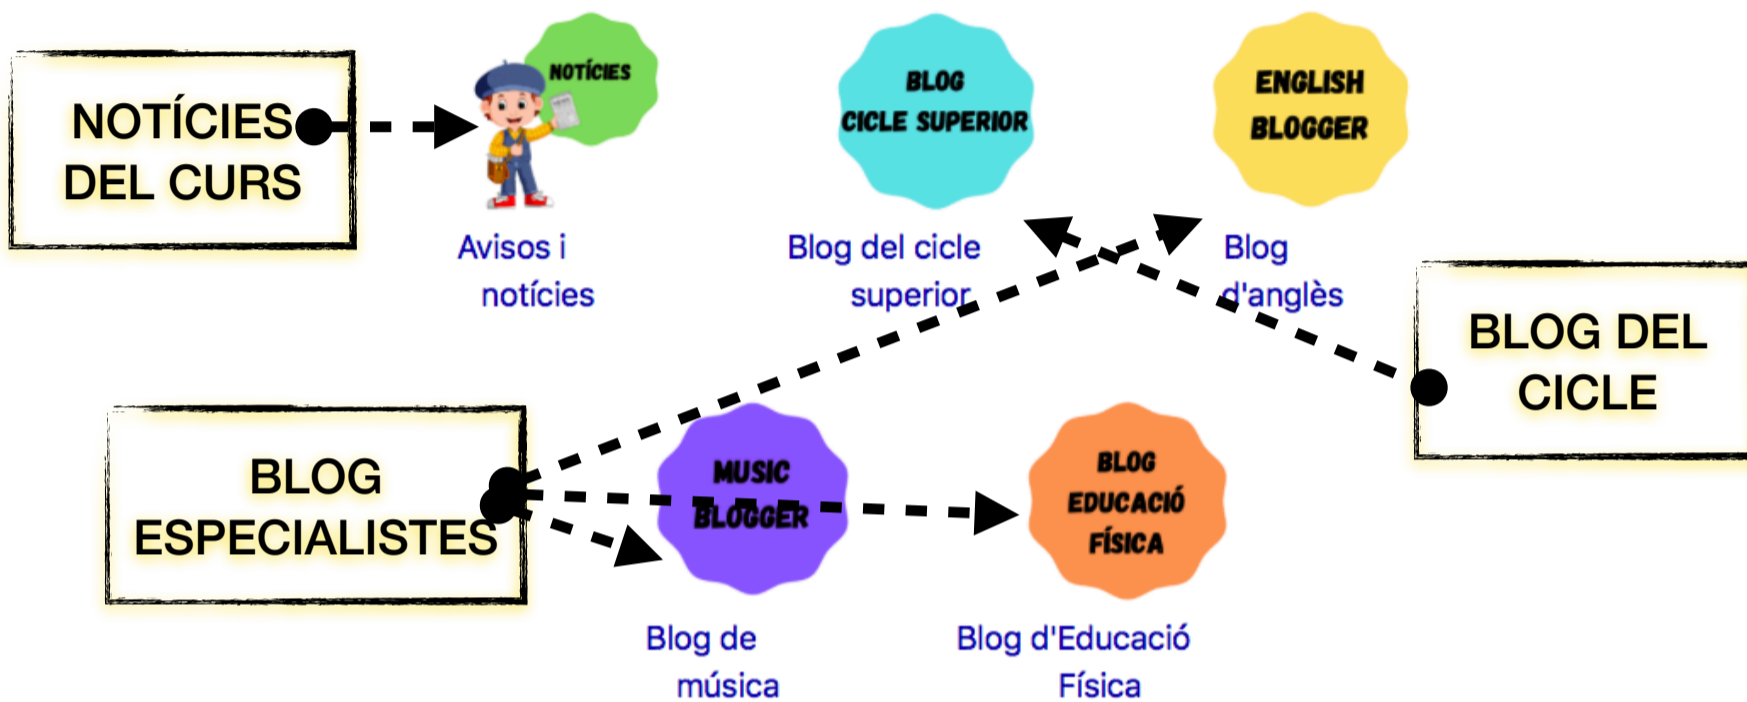 NOTÍCIES
DEL CURS
NOTÍCIES
Avisos i
notícies
BLOG
CICLE SUPERIOR
Blog del cicle
superior
ENGLISH
BLOGGER
Blog
d'anglès
BLOG DEL
CICLE
BLOG
ESPECIALISTES
MUSIC
BLOGGER
Blog de
música
BLOG
EDUCACIÓ
FÍSICA
Blog d'Educació
Física